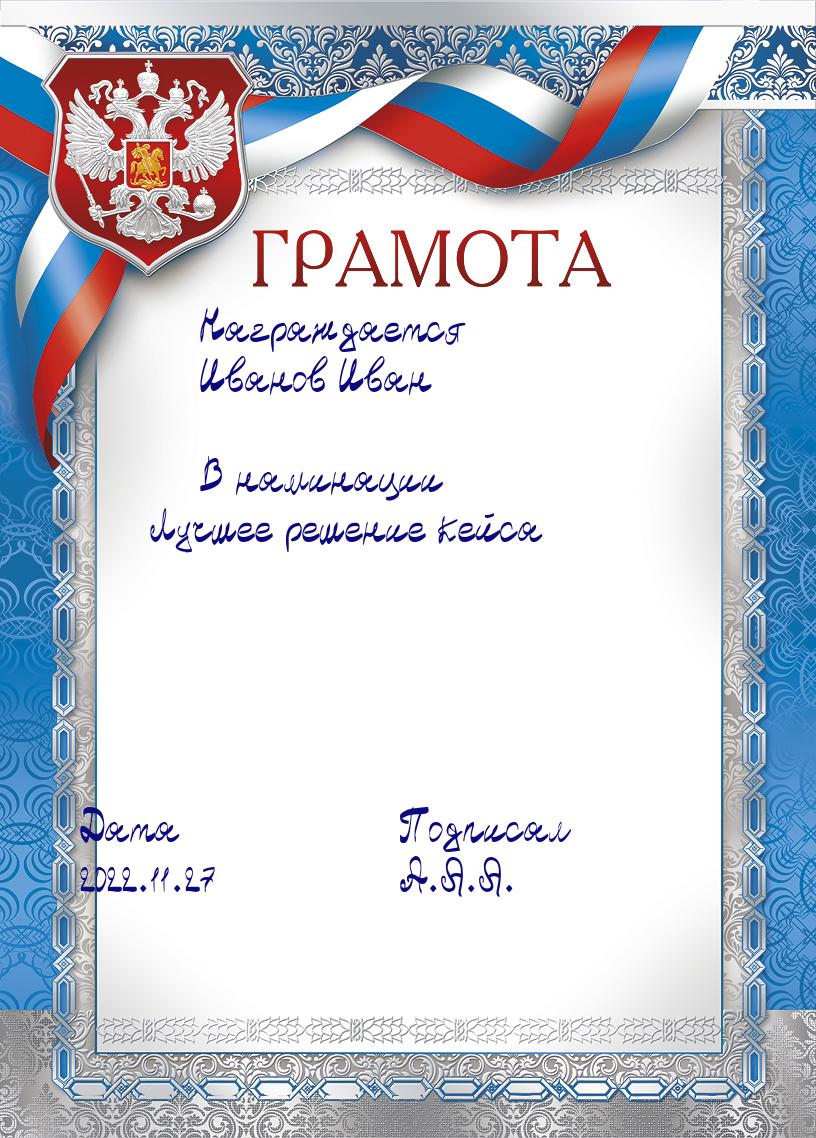 ГРАМОТА
Награждается
Иванов Иван
В номинации
Лучшее решение кейса
Дата Подписал
2022.11.27 А.А.А.